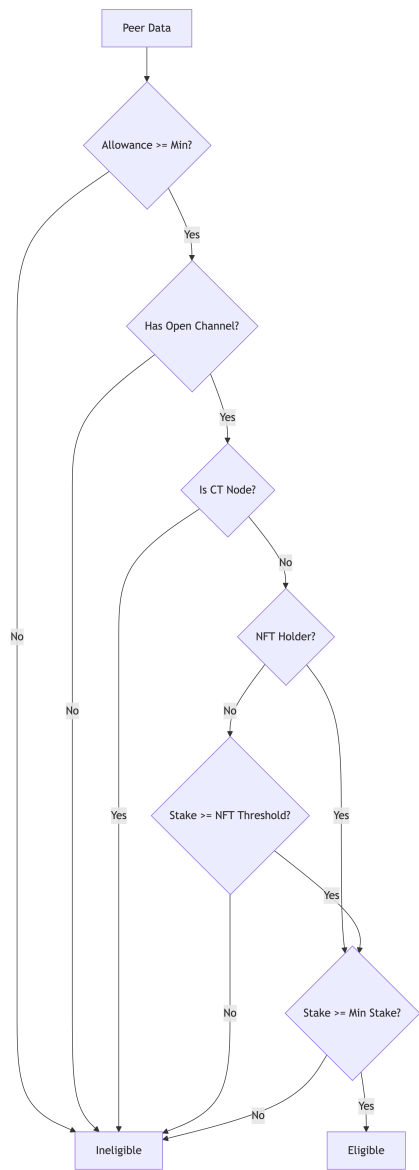 Peer Data
Allowance >= Min?
Yes
Has Open Channel?
Yes
Is CT Node?
No
NFT Holder?
No
No
No
Stake >= NFT Threshold?
Yes
Yes
Yes
Stake >= Min Stake?
No
No
Yes
Ineligible
Eligible